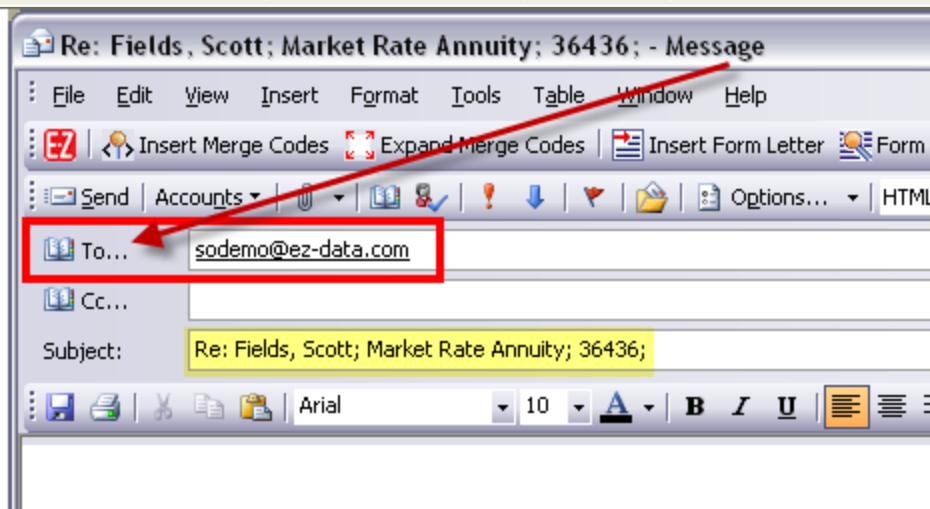 Re: Fields, Scott; Market Rate Annuity; 36436; - Message
File Edit View Insert Format Tools Table Window Help
EZ Insert Merge Codes Expand Merge Codes Insert Form Letter Form
Send Accounts Options... HTML
To... sodemo@ez-data.com
Cc...
Subject: Re: Fields, Scott; Market Rate Annuity; 36436;
Arial 10 A B I U